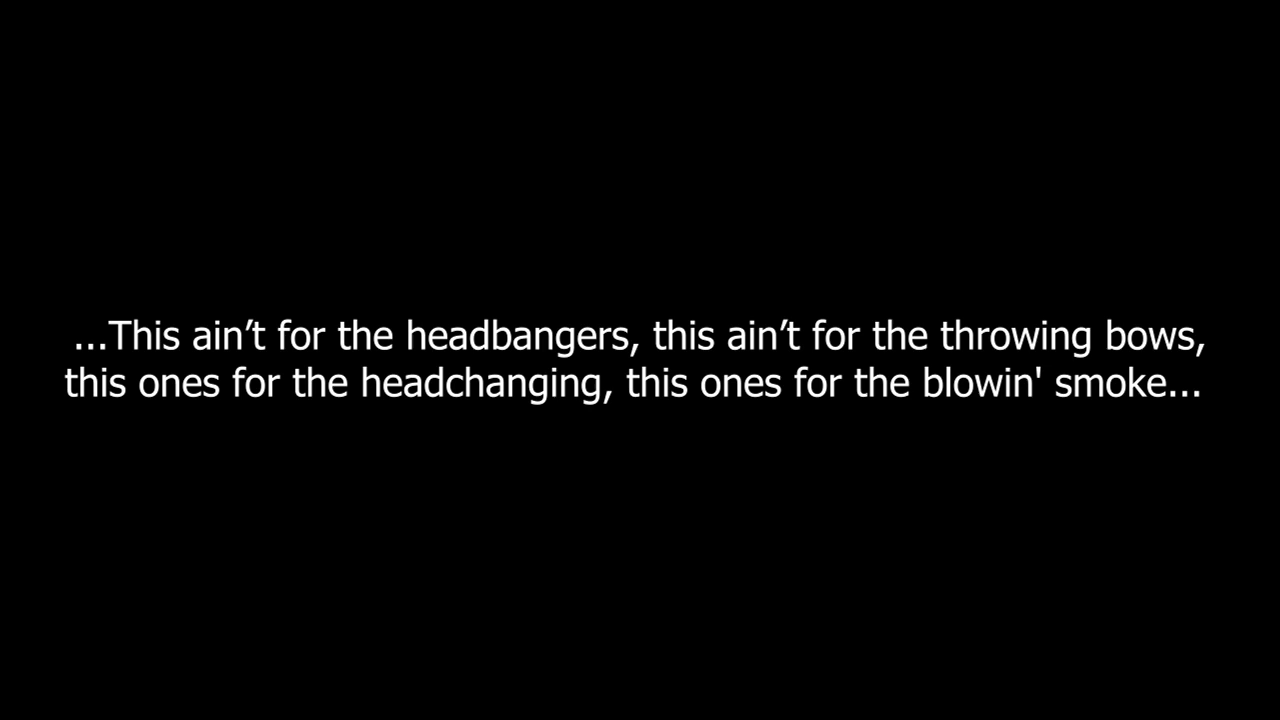 ...This ain’t for the headbangers, this ain’t for the throwing bows,
this ones for the headchanging, this ones for the blowin' smoke...